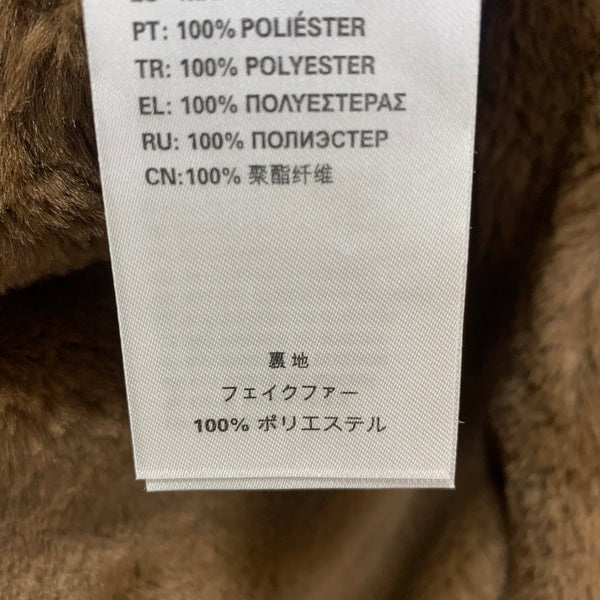 PT: 100% POLIÉSTER
TR: 100% POLYESTER
EL: 100% ΠΟΛΥΕΣΤΕΡΑΣ
RU: 100% ПОЛИЭСТЕР
CN:100% 聚酯纤维
裏地
フェイクファー
100% ポリエステル